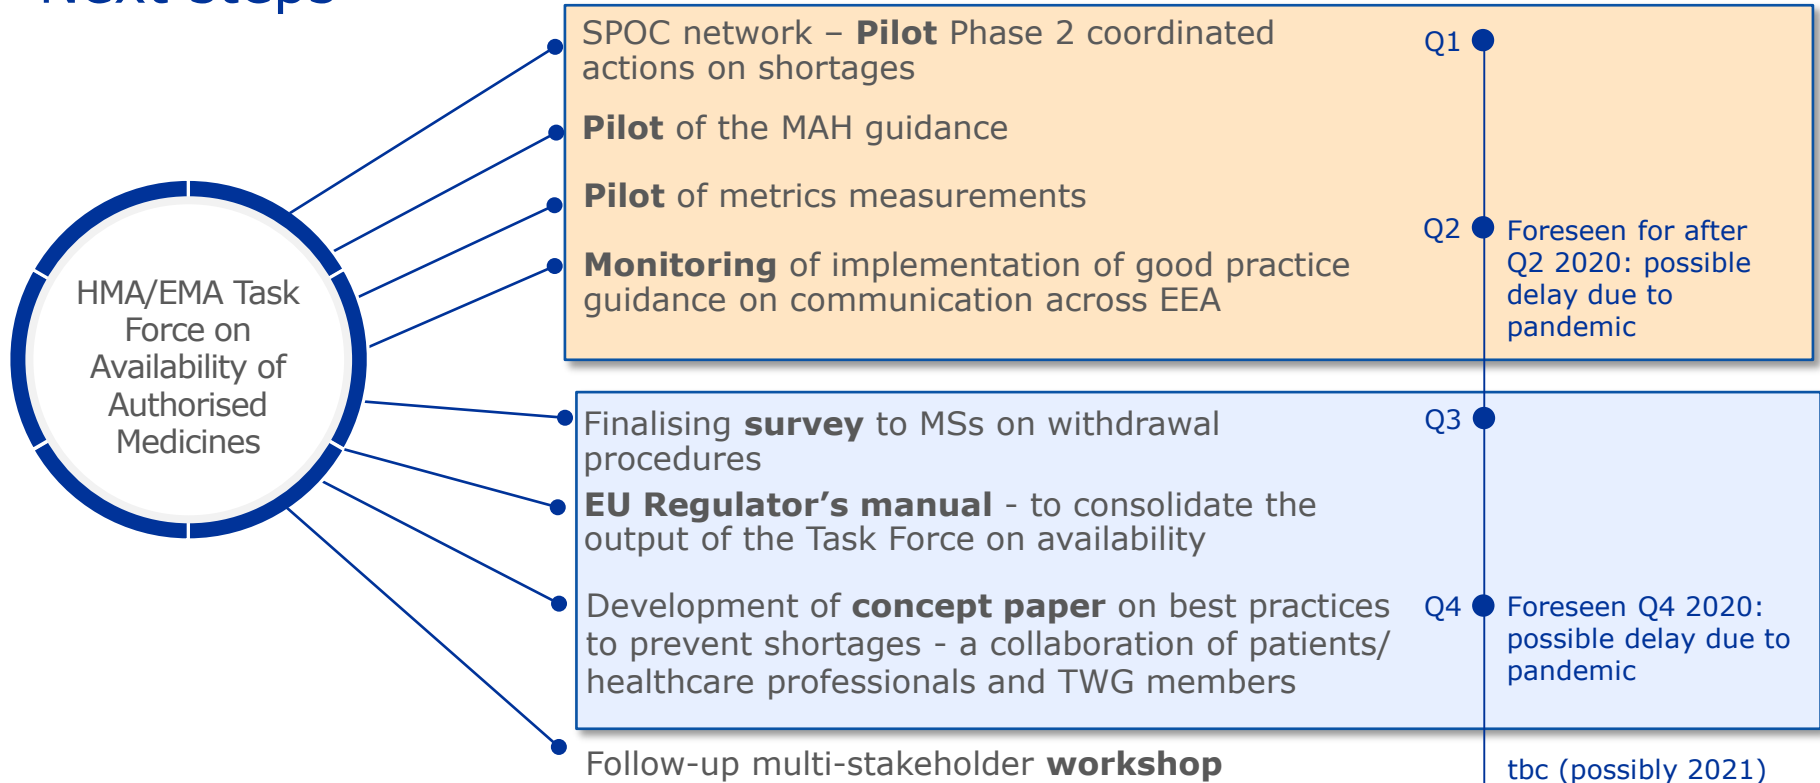 Next steps
HMA/EMA Task
Force on
Availability of
Authorised
Medicines
SPOC network – Pilot Phase 2 coordinated
actions on shortages
Pilot of the MAH guidance
Pilot of metrics measurements
Monitoring of implementation of good practice
guidance on communication across EEA
Q1
Q2
Foreseen for after
Q2 2020: possible
delay due to
pandemic
Finalising survey to MSs on withdrawal
procedures
EU Regulator’s manual - to consolidate the
output of the Task Force on availability
Development of concept paper on best practices
to prevent shortages - a collaboration of patients/
healthcare professionals and TWG members
Q3
Q4
Foreseen Q4 2020:
possible delay due to
pandemic
Follow-up multi-stakeholder workshop
tbc (possibly 2021)